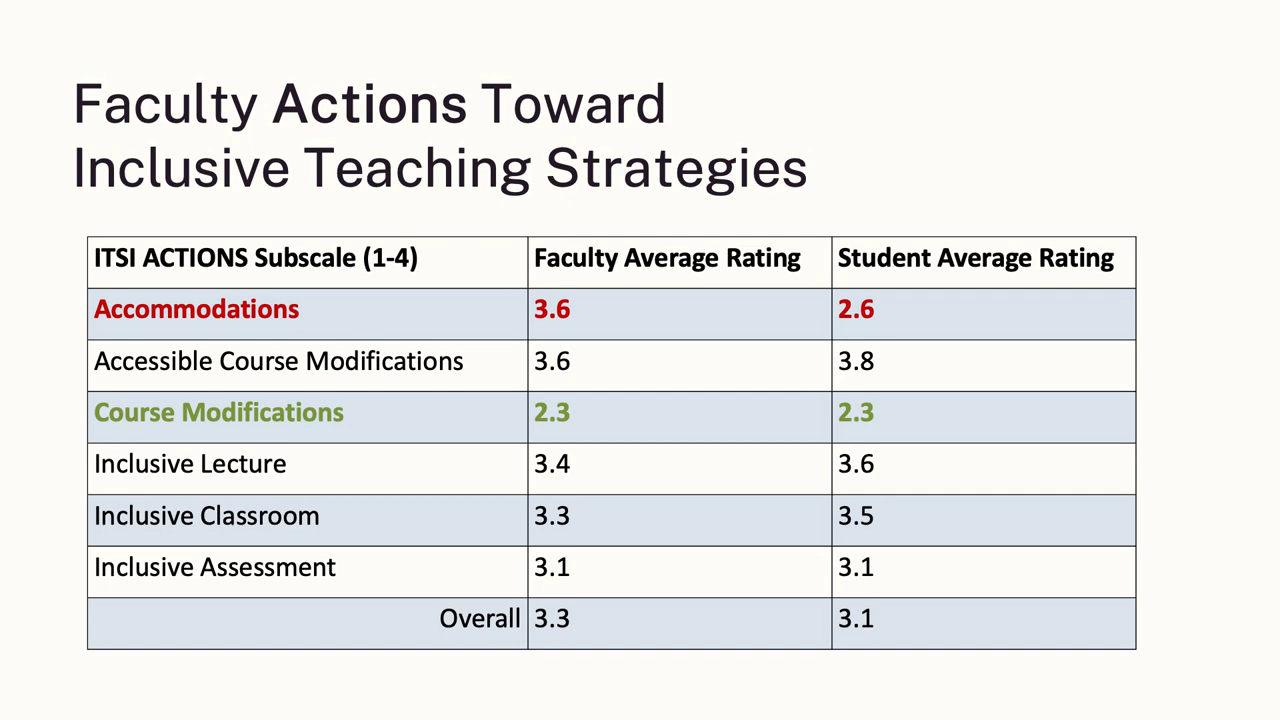 Faculty Actions Toward
Inclusive Teaching Strategies
ITSI ACTIONS Subscale (1-4) Faculty Average Rating Student Average Rating
Accommodations 3.6 2.6
Accessible Course Modifications 3.6 3.8
Course Modifications 2.3 2.3
Inclusive Lecture 3.4 3.6
Inclusive Classroom 3.3 3.5
Inclusive Assessment 3.1 3.1
Overall 3.3 3.1